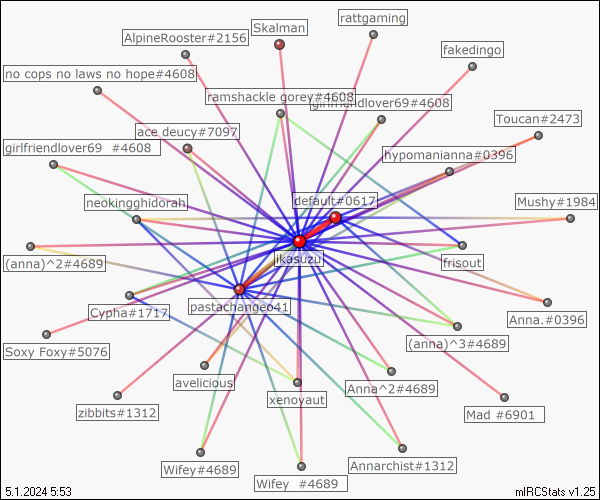 rattgaming
Skalman
AlpineRooster#2156
fakedingo
no cops no laws no hope#4608
ramshackle gorey#4608
girlfriendlover69#4608
Toucan#2473
ace deucy#7097
girlfriendlover69 #4608
hypomanianna#0396
neokingghidorah
default#0617
Mushy#1984
ikasuzu
(anna)^2#4689
frisout
pastachangeo41
Cypha#1717
Anna.#0396
(anna)^3#4689
Soxy Foxy#5076
avelicious
Anna^2#4689
xenoyaut
zibbits#1312
Mad #6901
Wifey#4689
Annarchist#1312
Wifey #4689
5.1.2024 5:53
mIRCStats v1.25